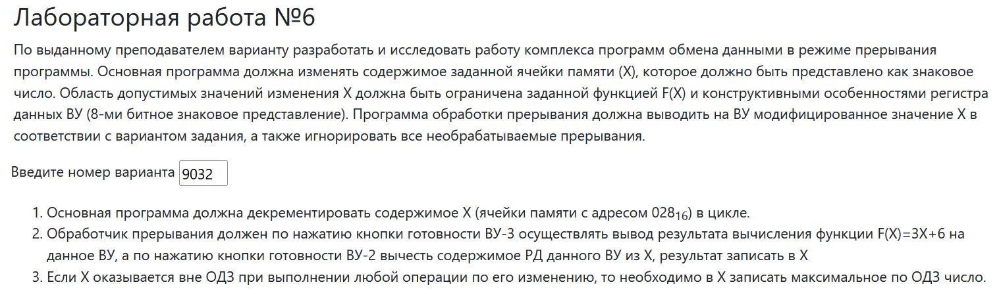 Лабораторная работа №6
По выданному преподавателем варианту разработать и исследовать работу комплекса программ обмена данными в режиме прерывания
программы. Основная программа должна изменять содержимое заданной ячейки памяти (X), которое должно быть представлено как знаковое
число. Область допустимых значений изменения X должна быть ограничена заданной функцией F(X) и конструктивными особенностями регистра
данных ВУ (8-ми битное знаковое представление). Программа обработки прерывания должна выводить на ВУ модифицированное значение X в
соответствии с вариантом задания, а также игнорировать все необрабатываемые прерывания.
Введите номер варианта 9032
1. Основная программа должна декрементировать содержимое X (ячейки памяти с адресом 028₁₆) в цикле.
2. Обработчик прерывания должен по нажатию кнопки готовности ВУ-3 осуществлять вывод результата вычисления функции F(X)=3X+6 на
данное ВУ, а по нажатию кнопки готовности ВУ-2 вычесть содержимое РД данного ВУ из X, результат записать в X
3. Если X оказывается вне ОДЗ при выполнении любой операции по его изменению, то необходимо в X записать максимальное по ОДЗ число.